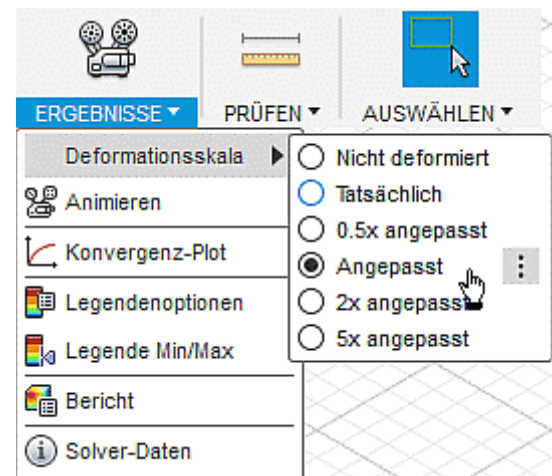 ERGEBNISSE PRÜFEN AUSWÄHLEN
Deformationsskala
Animieren
Konvergenz-Plot
Legendenoptionen
Legende Min/Max
Bericht
Solver-Daten
Nicht deformiert
Tatsächlich
0.5x angepasst
Angepasst
2x angepasst
5x angepasst